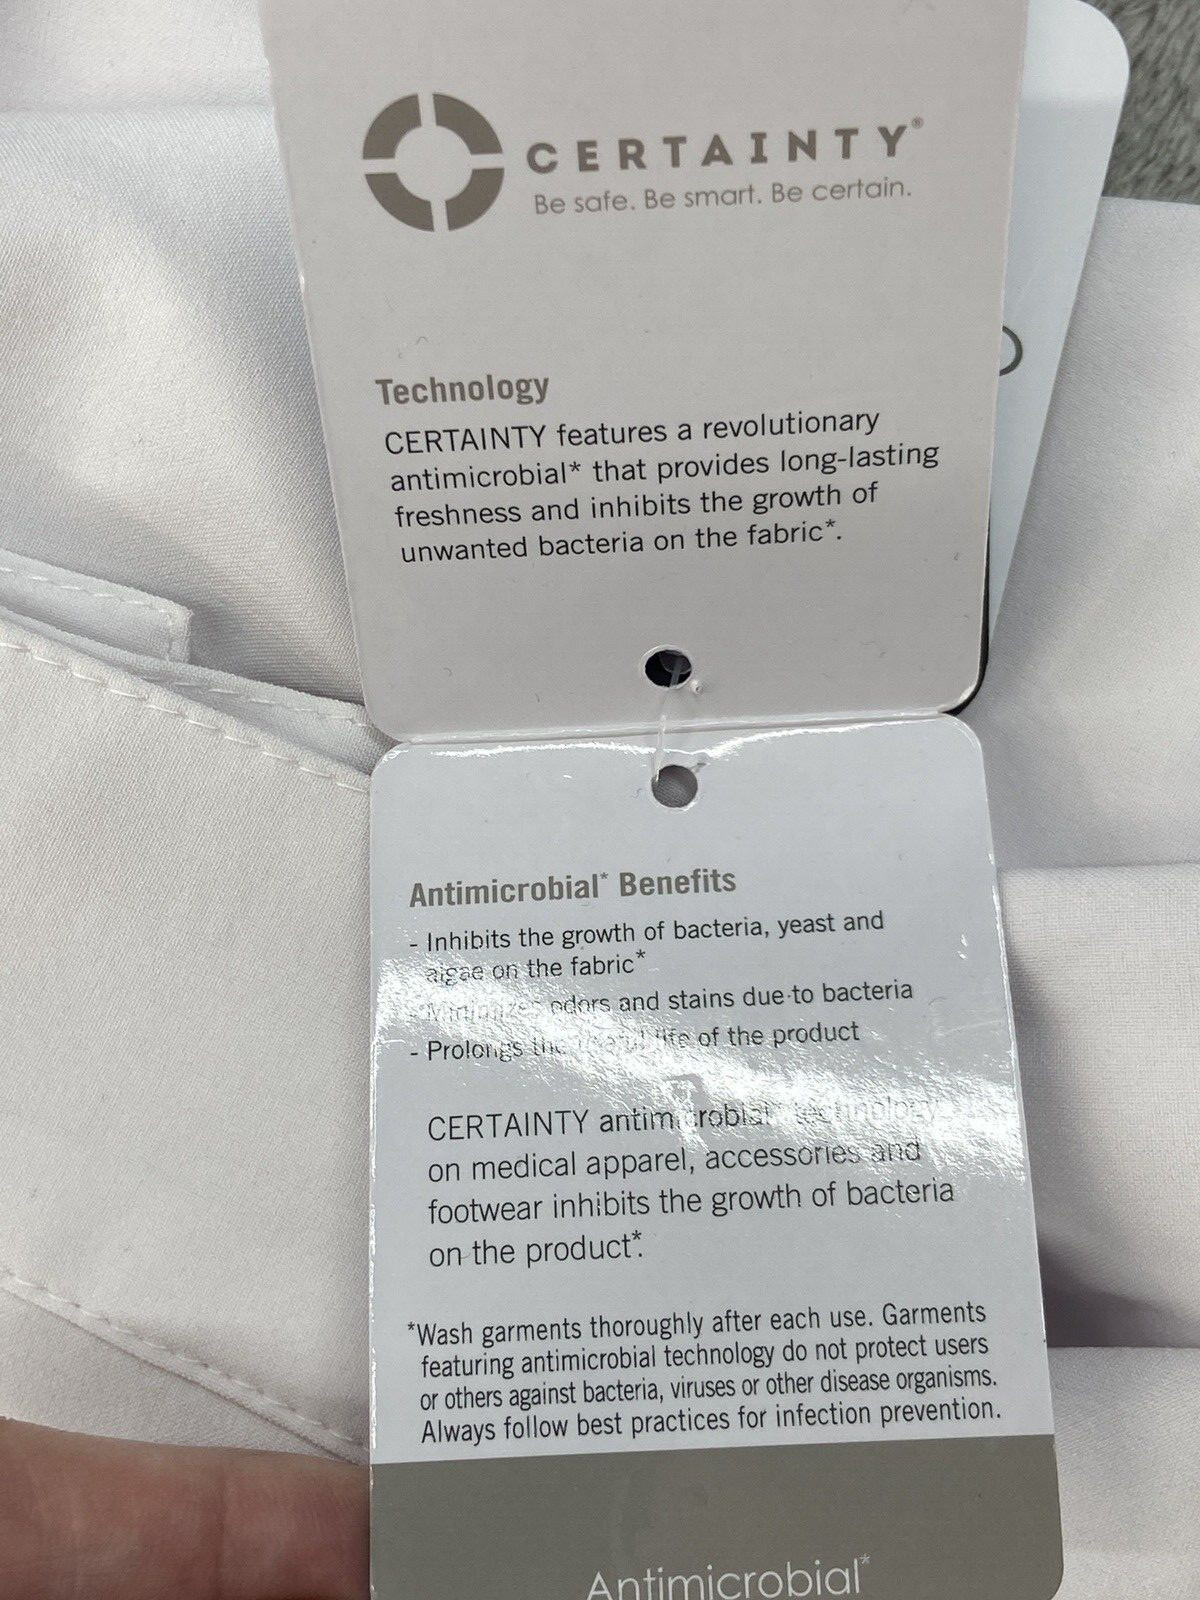 CERTAINTY®
Be safe. Be smart. Be certain.
Technology
CERTAINTY features a revolutionary
antimicrobial* that provides long-lasting
freshness and inhibits the growth of
unwanted bacteria on the fabric*.
Antimicrobial* Benefits
- Inhibits the growth of bacteria, yeast and
algae on the fabric*
- Minimizes odors and stains due to bacteria
- Prolongs the useful life of the product
CERTAINTY antimicrobial technology
on medical apparel, accessories and
footwear inhibits the growth of bacteria
on the product*.
*Wash garments thoroughly after each use. Garments
featuring antimicrobial technology do not protect users
or others against bacteria, viruses or other disease organisms.
Always follow best practices for infection prevention.
Antimicrobial*